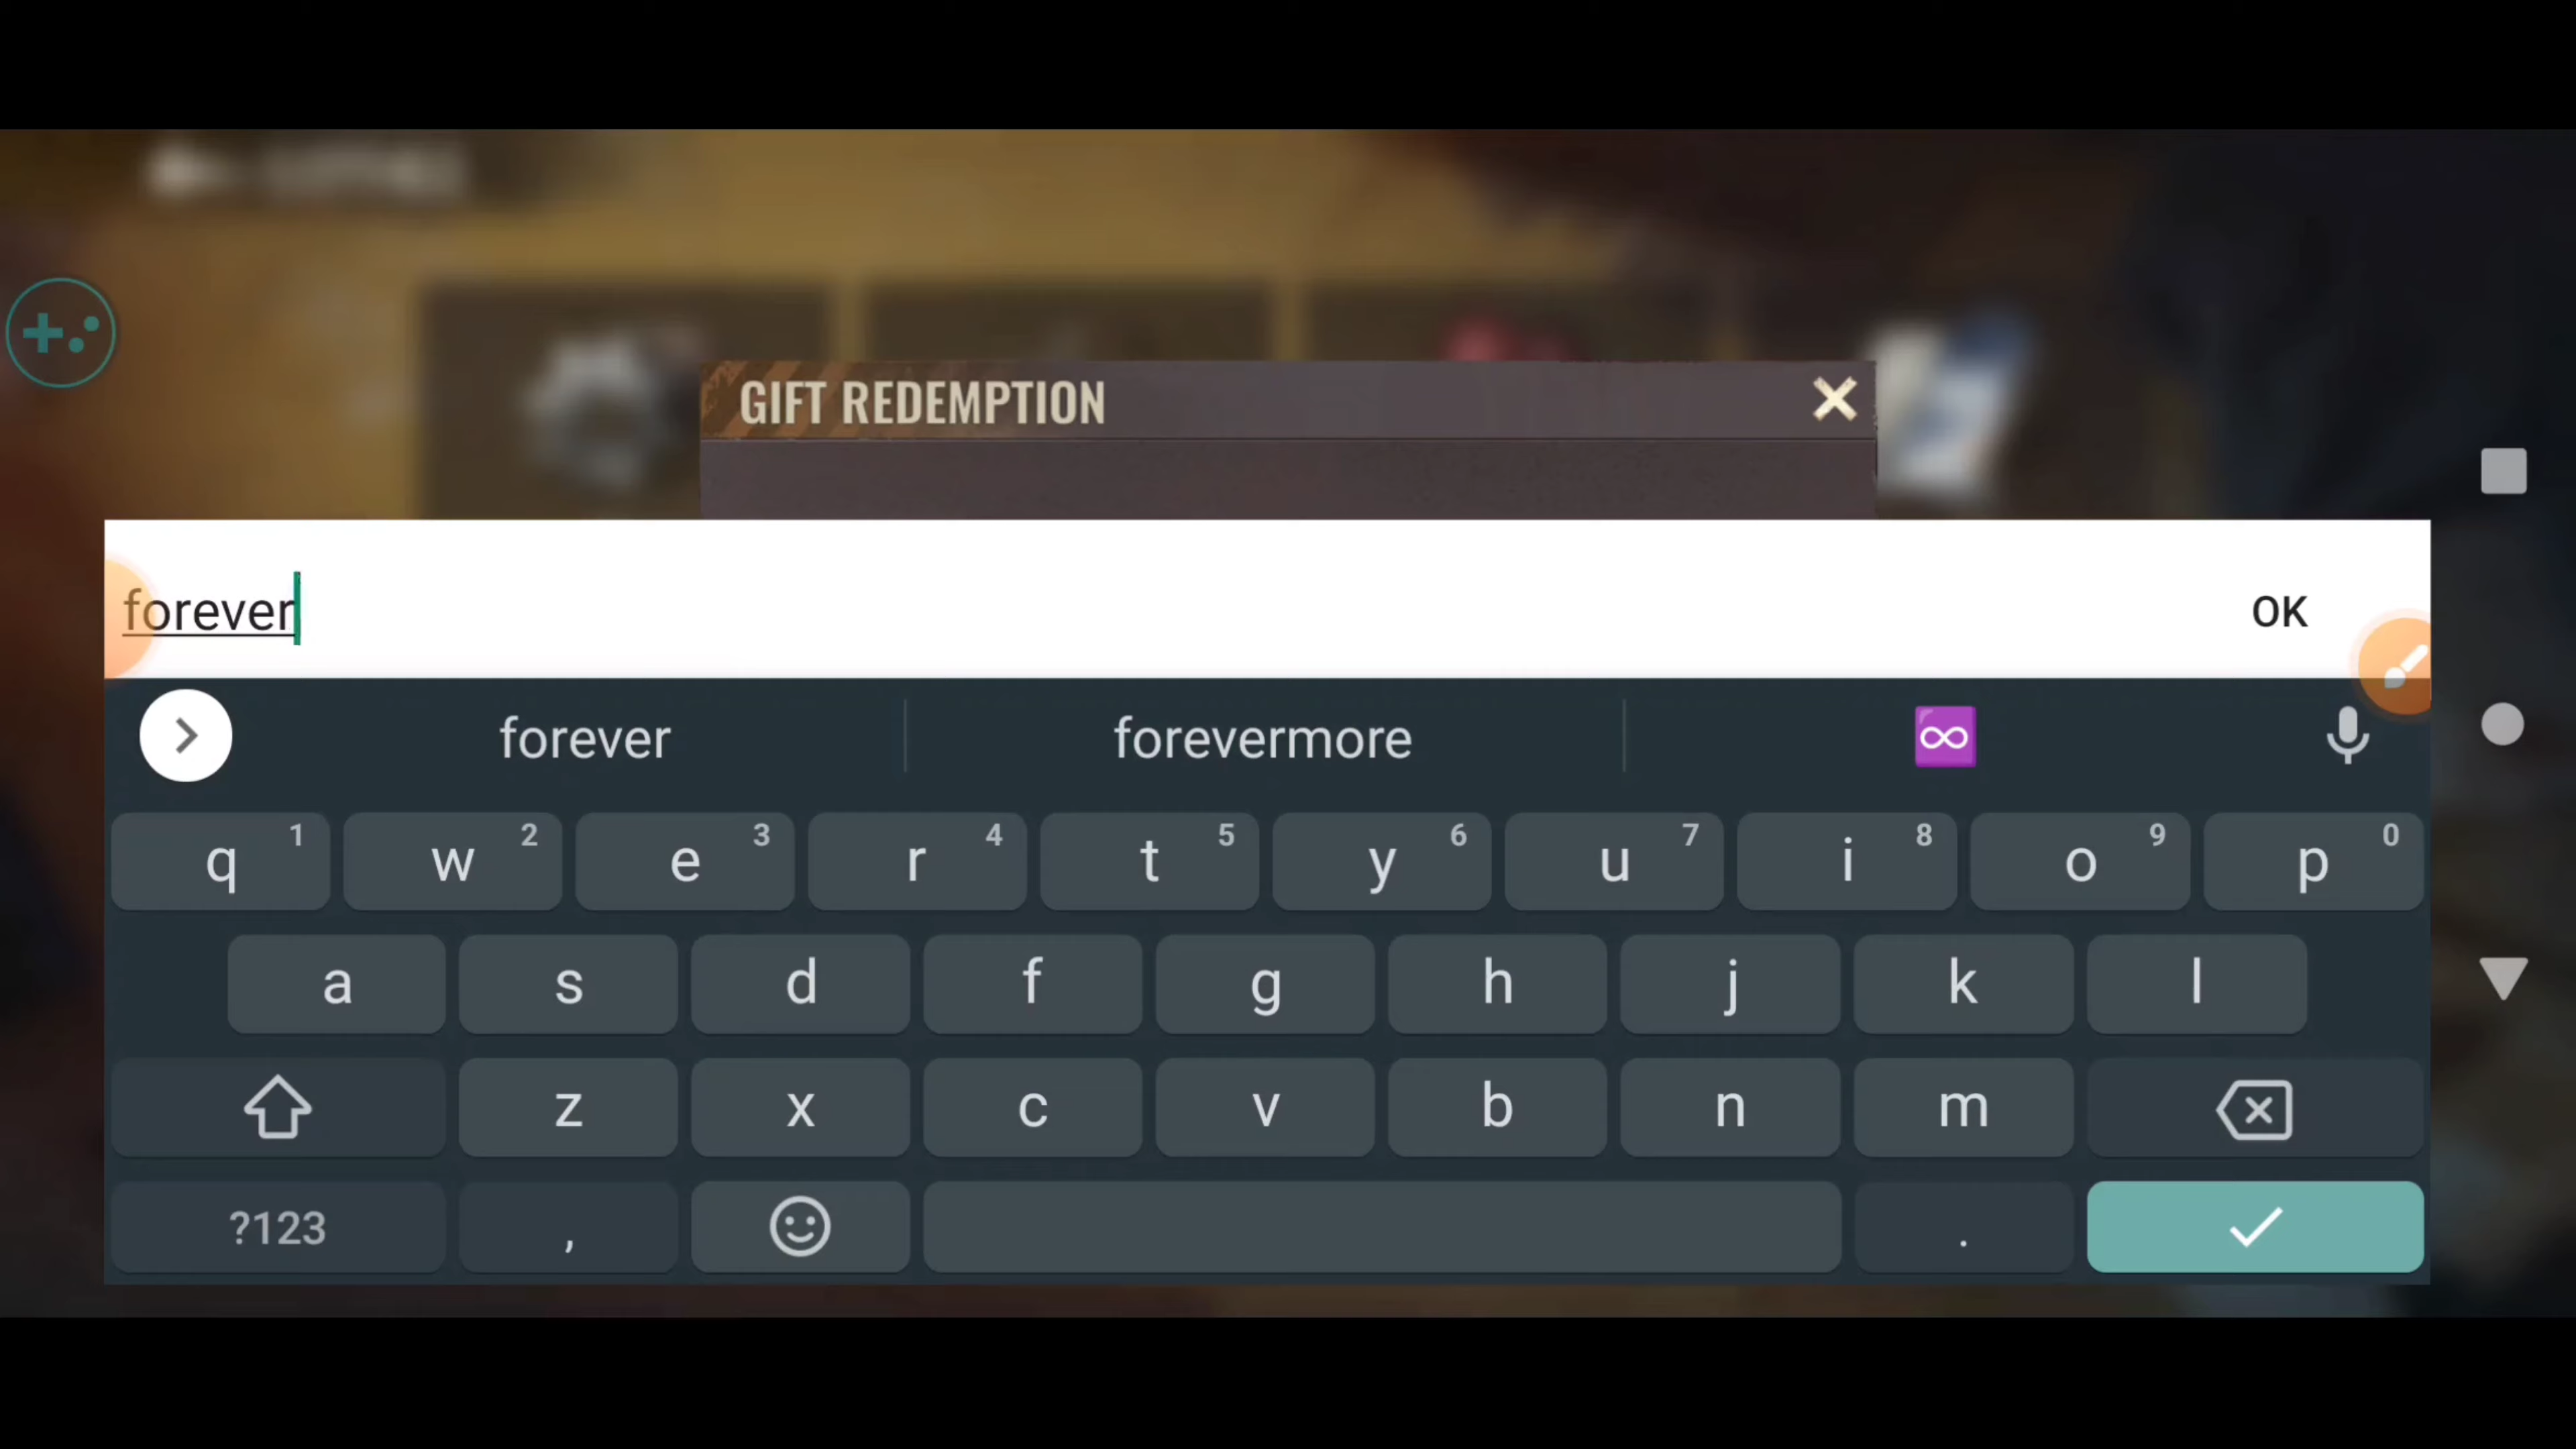 GIFT REDEMPTION
forever
OK
forever forevermore
q 1 w 2 e 3 r 4 t 5 y 6 u 7 i 8 o 9 p 0
a s d f g h j k l
z x c v b n m
?123 , .